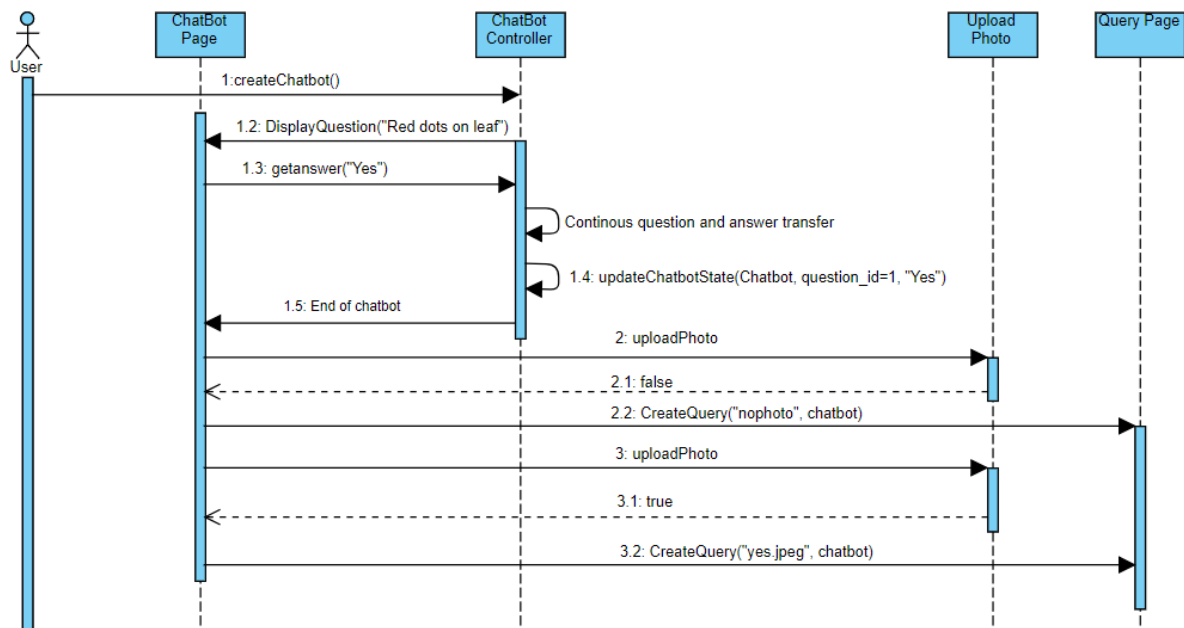 ChatBot
Page
ChatBot
Controller
Upload
Photo
Query Page
User
1:createChatbot()
1.2: DisplayQuestion("Red dots on leaf")
1.3: getanswer("Yes")
Continous question and answer transfer
1.4: updateChatbotState(Chatbot, question_id=1, "Yes")
1.5: End of chatbot
2: uploadPhoto
2.1: false
2.2: CreateQuery("nophoto", chatbot)
3: uploadPhoto
3.1: true
3.2: CreateQuery("yes.jpeg", chatbot)